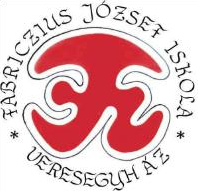 * FABRICZIUS JÓZSEF ISKOLA *
VERESEGYHÁZ